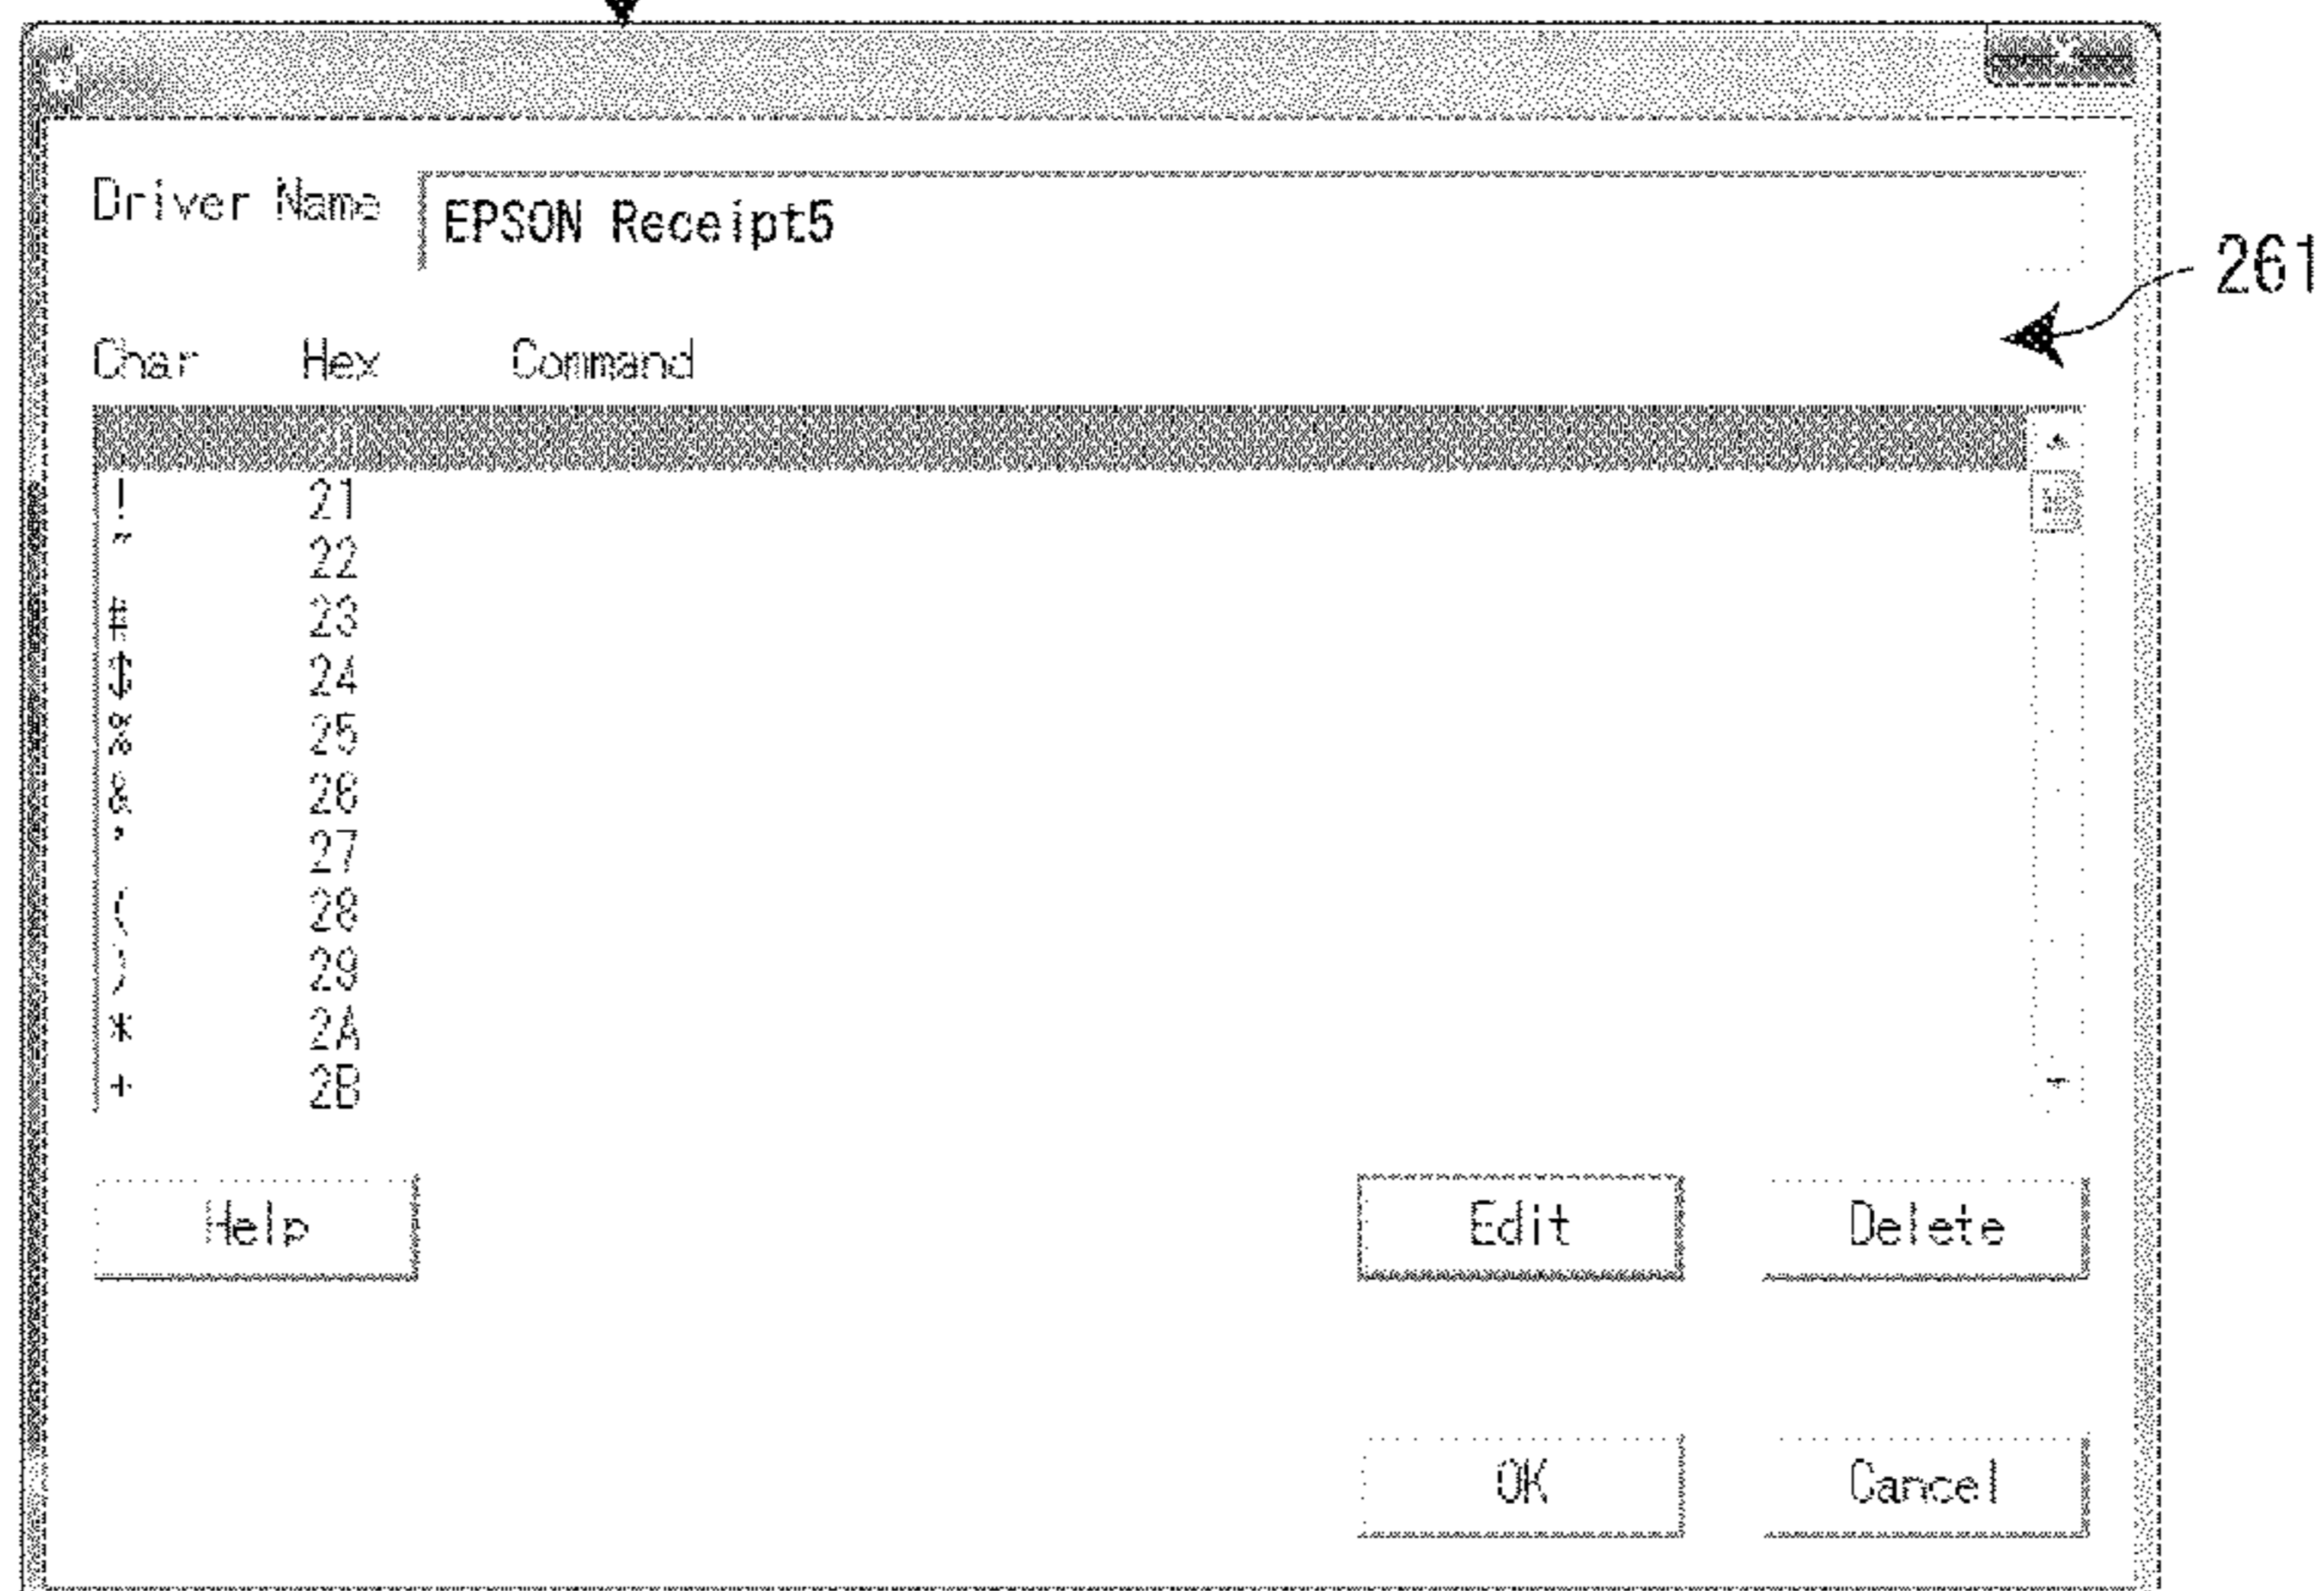 Driver Name EPSON Receipt5
261
Char Hex Command
20
! 21
" 22
# 23
$ 24
% 25
& 26
' 27
( 28
) 29
* 2A
+ 2B
Help Edit Delete
OK Cancel